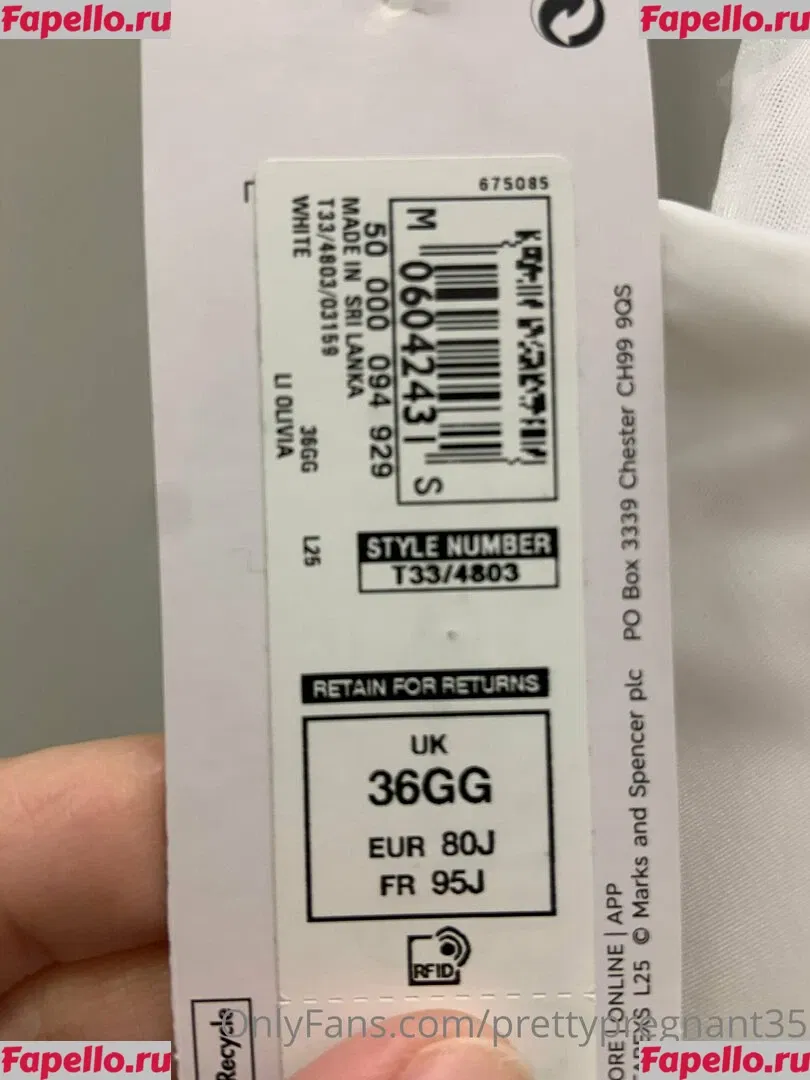 Fapello.ru
Fapello.ru
675085
M 06042431 S
50 000 094 929
MADE IN SRI LANKA
T33/4803/03159
WHITE
36GG L25
LI OLIVIA
STYLE NUMBER
T33/4803
RETAIN FOR RETURNS
UK
36GG
EUR 80J
FR 95J
RFID
Recycle
ONLINE | APP
L25 © Marks and Spencer plc PO Box 3339 Chester CH99 9QS
OnlyFans.com/prettypregnant35
Fapello.ru
Fapello.ru